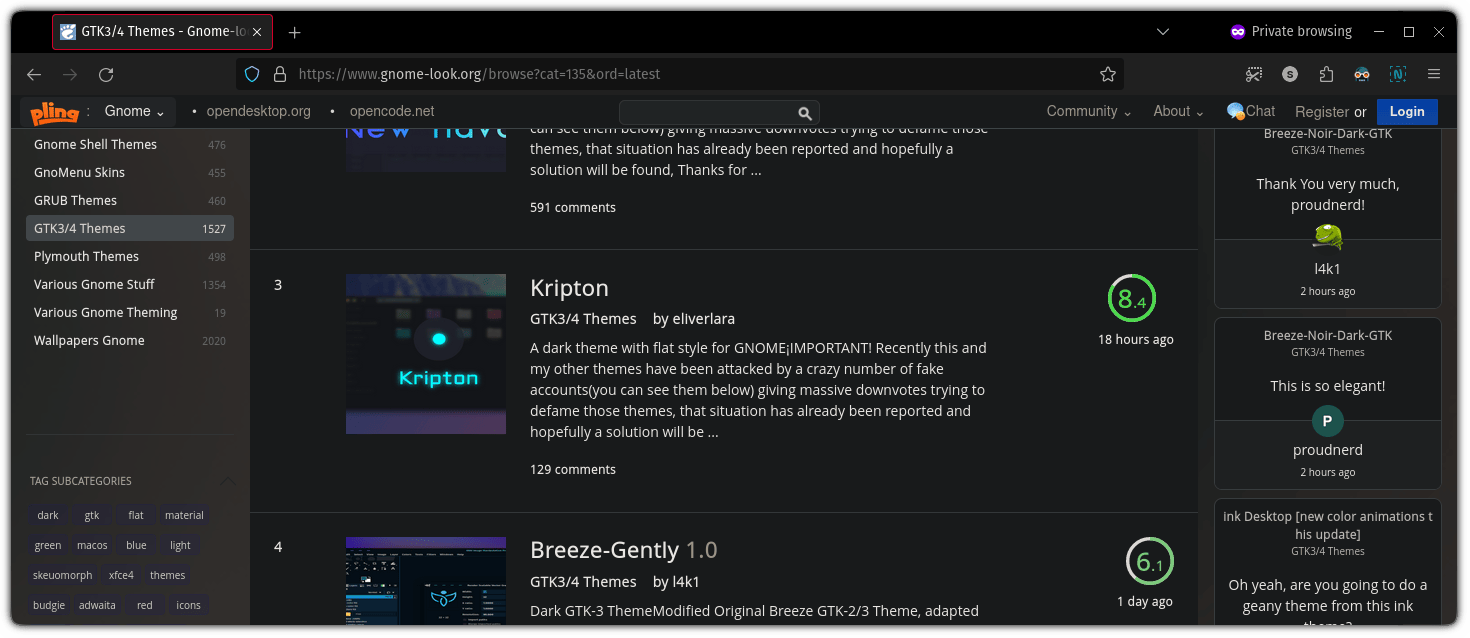 GTK3/4 Themes - Gnome-lo
Private browsing
https://www.gnome-look.org/browse?cat=135&ord=latest
S
N
pling : Gnome
• opendesktop.org • opencode.net
Community About Chat Register or Login
Gnome Shell Themes 476
GnoMenu Skins 455
GRUB Themes 460
GTK3/4 Themes 1527
Plymouth Themes 498
Various Gnome Stuff 1354
Various Gnome Theming 19
Wallpapers Gnome 2020
TAG SUBCATEGORIES
dark gtk flat material
green macos blue light
skeuomorph xfce4 themes
budgie adwaita red icons
can see them below) giving massive downvotes trying to defame those
themes, that situation has already been reported and hopefully a
solution will be found, Thanks for ...
591 comments
3
Kripton
Kripton
GTK3/4 Themes by eliverlara
A dark theme with flat style for GNOME¡IMPORTANT! Recently this and
my other themes have been attacked by a crazy number of fake
accounts(you can see them below) giving massive downvotes trying to
defame those themes, that situation has already been reported and
hopefully a solution will be ...
129 comments
8.4
18 hours ago
4
Breeze-Gently 1.0
GTK3/4 Themes by l4k1
Dark GTK-3 ThemeModified Original Breeze GTK-2/3 Theme, adapted
6.1
1 day ago
Breeze-Noir-Dark-GTK
GTK3/4 Themes
Thank You very much,
proudnerd!
l4k1
2 hours ago
Breeze-Noir-Dark-GTK
GTK3/4 Themes
This is so elegant!
P
proudnerd
2 hours ago
ink Desktop [new color animations t
his update]
GTK3/4 Themes
Oh yeah, are you going to do a
geany theme from this ink
theme?